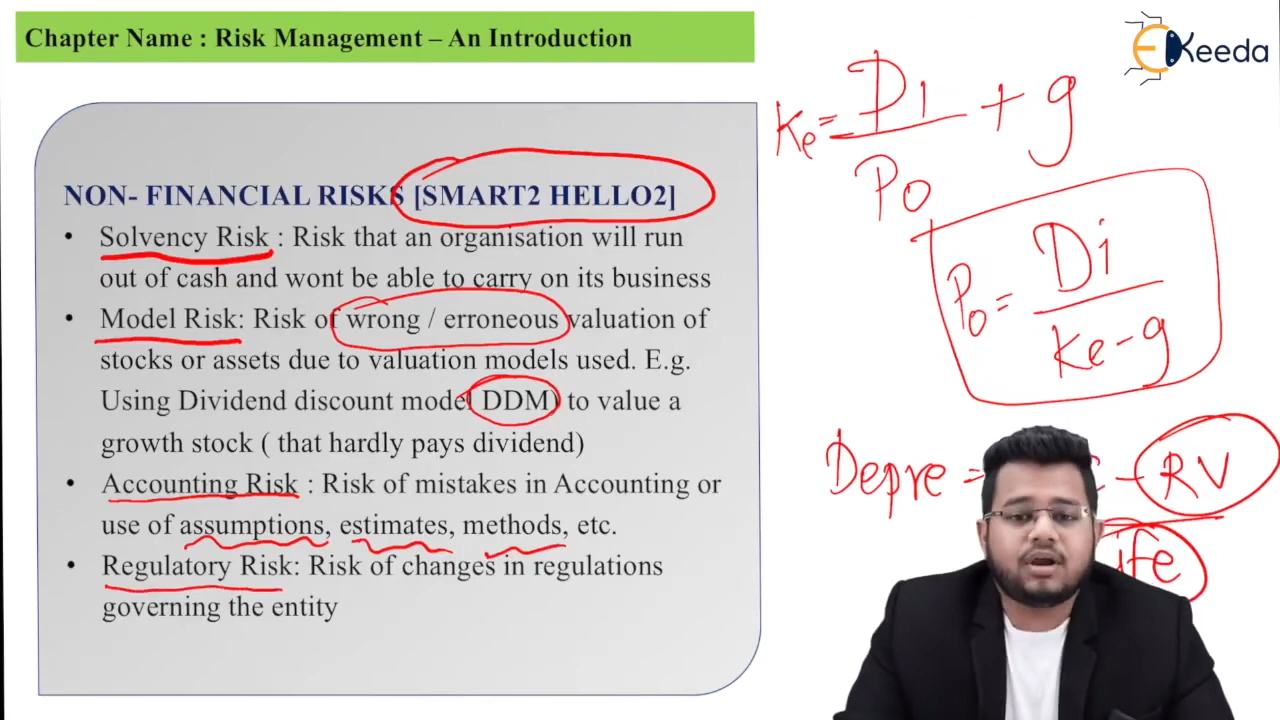 Chapter Name : Risk Management – An Introduction
EKeeda
NON- FINANCIAL RISKS [SMART2 HELLO2]
• Solvency Risk : Risk that an organisation will run
out of cash and wont be able to carry on its business
• Model Risk: Risk of wrong / erroneous valuation of
stocks or assets due to valuation models used. E.g.
Using Dividend discount model DDM) to value a
growth stock ( that hardly pays dividend)
• Accounting Risk : Risk of mistakes in Accounting or
use of assumptions, estimates, methods, etc.
• Regulatory Risk: Risk of changes in regulations
governing the entity
Ke = D1 + g
P0
P0 = D1
Ke - g
Depre = - RV
ife